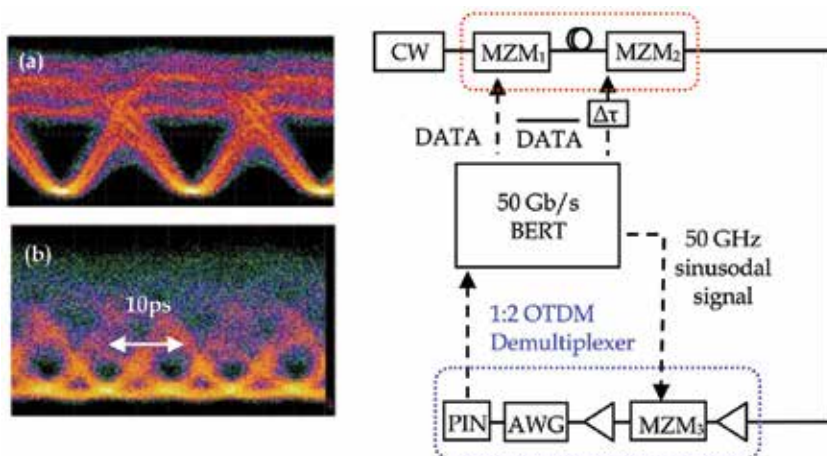 (a)
(b)
10ps
CW
MZM₁
MZM₂
Δτ
DATA
DATA
50 Gb/s
BERT
50 GHz
sinusodal
signal
1:2 OTDM
Demultiplexer
PIN
AWG
MZM₃